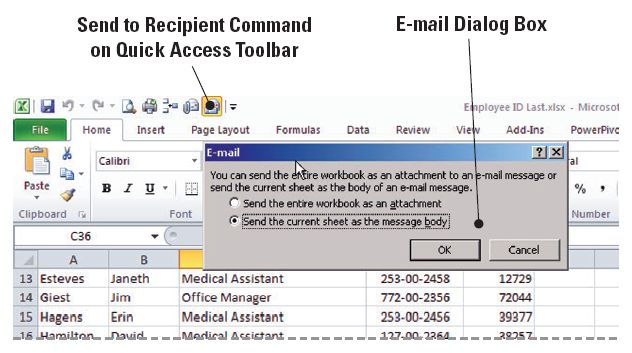 Send to Recipient Command
on Quick Access Toolbar
E-mail Dialog Box
Employee ID Last.xlsx - Microsoft
File Home Insert Page Layout Formulas Data Review View Add-Ins PowerPivo
E-mail
You can send the entire workbook as an attachment to an e-mail message or
send the current sheet as the body of an e-mail message.
Send the entire workbook as an attachment
Send the current sheet as the message body
OK Cancel
Calibri
Paste
B I U
% ,
Clipboard Font Number
C36
A B
13 Esteves Janeth Medical Assistant 253-00-2458 12729
14 Giest Jim Office Manager 772-00-2356 72044
15 Hagens Erin Medical Assistant 253-00-2456 39377
16 Hamilton David Medical Assistant 127-00-2364 38257